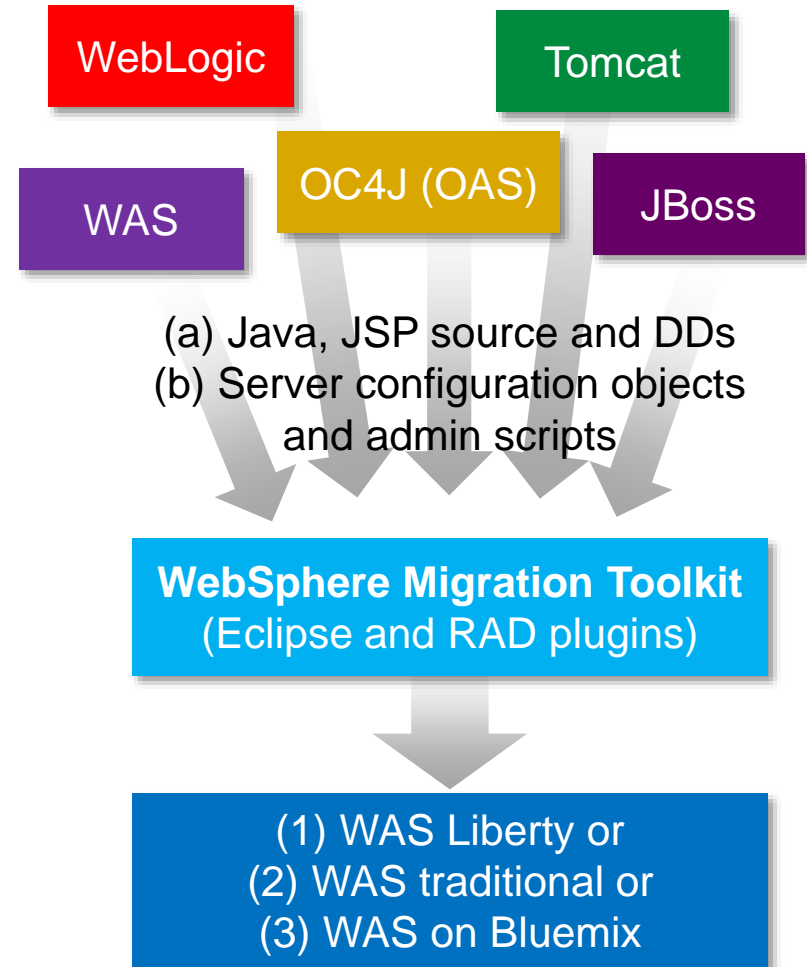 WebLogic
Tomcat
OC4J (OAS)
WAS
JBoss
(a) Java, JSP source and DDs
(b) Server configuration objects
and admin scripts
WebSphere Migration Toolkit
(Eclipse and RAD plugins)
(1) WAS Liberty or
(2) WAS traditional or
(3) WAS on Bluemix